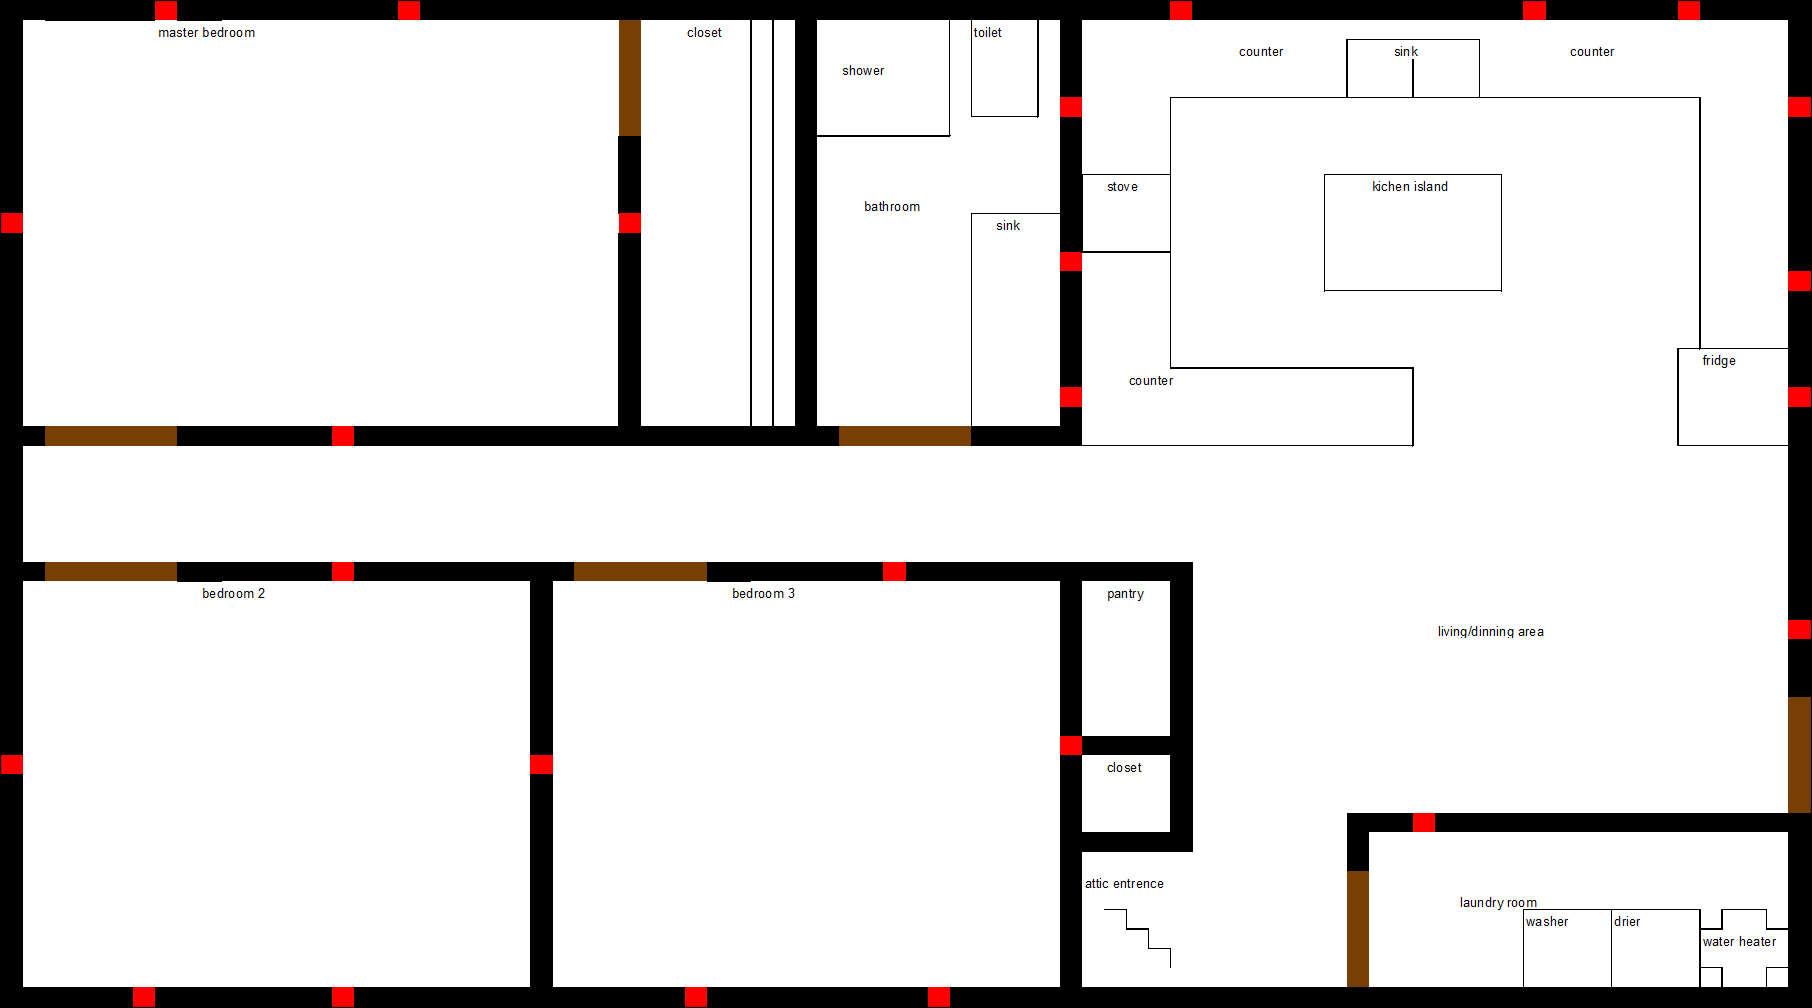 master bedroom
closet
toilet
counter
sink
counter
shower
stove
kichen island
bathroom
sink
fridge
counter
bedroom 2
bedroom 3
pantry
living/dinning area
closet
attic entrence
laundry room
washer
drier
water heater